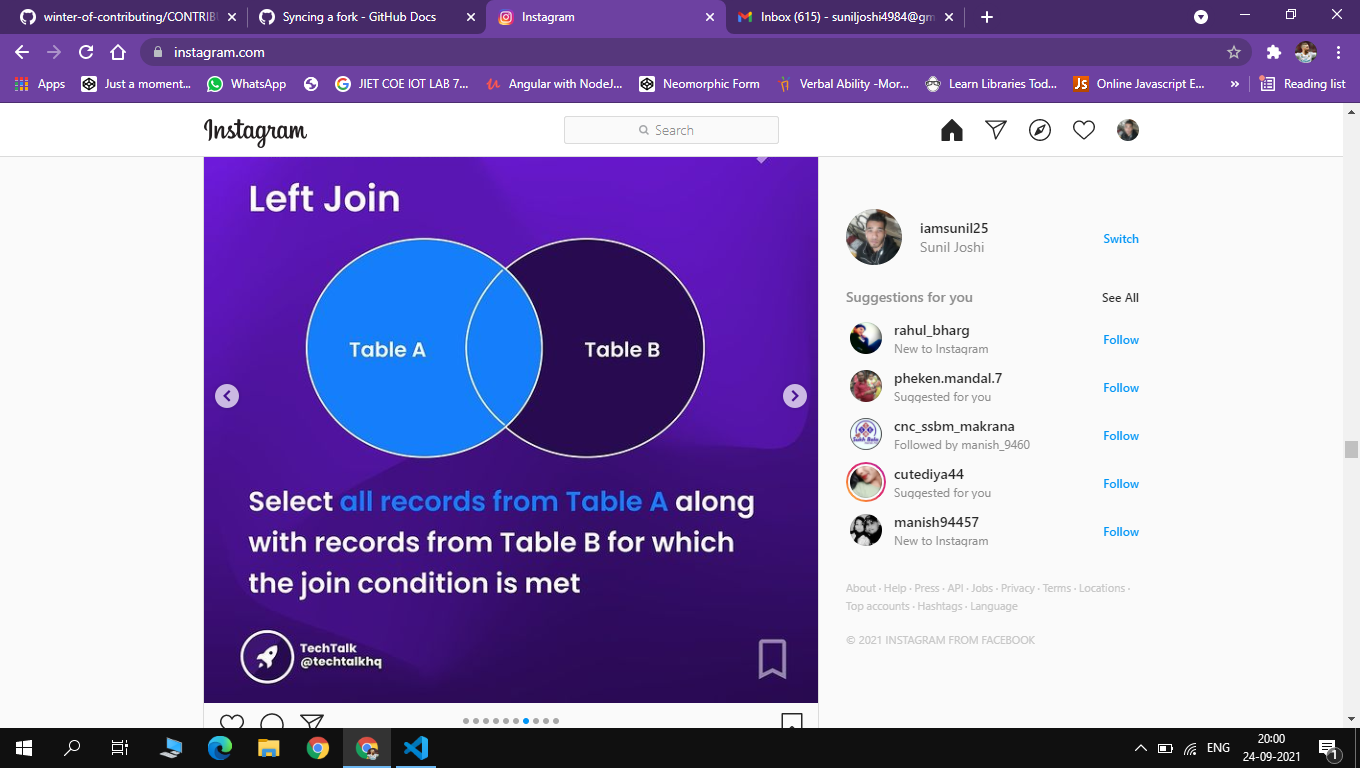 winter-of-contributing/CONTRIBU
Syncing a fork - GitHub Docs
Instagram
Inbox (615) - suniljoshi4984@gm
instagram.com
Apps
Just a moment...
WhatsApp
JIET COE IOT LAB 7...
Angular with NodeJ...
Neomorphic Form
Verbal Ability -Mor...
Learn Libraries Tod...
JS Online Javascript E...
»
Reading list
Instagram
Search
Left Join
Table A
Table B
Select all records from Table A along
with records from Table B for which
the join condition is met
TechTalk
@techtalkhq
iamsunil25
Sunil Joshi
Switch
Suggestions for you
See All
rahul_bharg
New to Instagram
Follow
pheken.mandal.7
Suggested for you
Follow
cnc_ssbm_makrana
Followed by manish_9460
Follow
cutediya44
Suggested for you
Follow
manish94457
New to Instagram
Follow
About · Help · Press · API · Jobs · Privacy · Terms · Locations ·
Top accounts · Hashtags · Language
© 2021 INSTAGRAM FROM FACEBOOK
ENG
20:00
24-09-2021
1